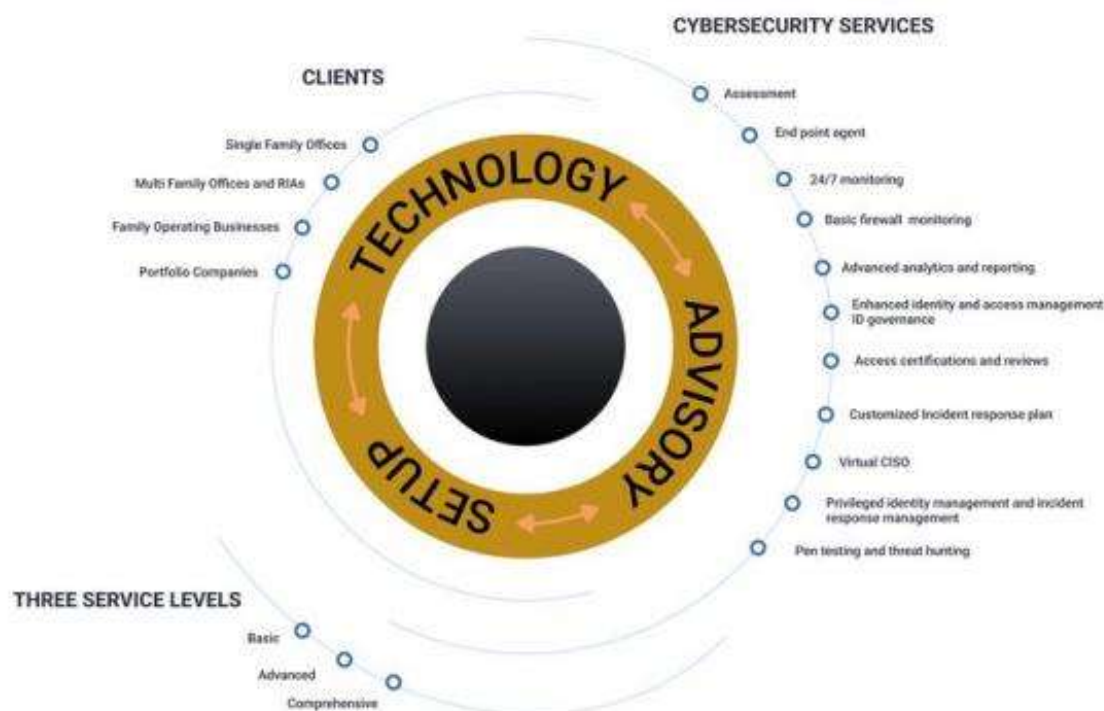 CYBERSECURITY SERVICES
Assessment
End point agent
24/7 monitoring
Basic firewall monitoring
Advanced analytics and reporting
Enhanced identity and access management
ID governance
Access certifications and reviews
Customized Incident response plan
Virtual CISO
Privileged identity management and incident
response management
Pen testing and threat hunting
CLIENTS
Single Family Offices
Multi Family Offices and RIAs
Family Operating Businesses
Portfolio Companies
TECHNOLOGY
ADVISORY
SETUP
THREE SERVICE LEVELS
Basic
Advanced
Comprehensive